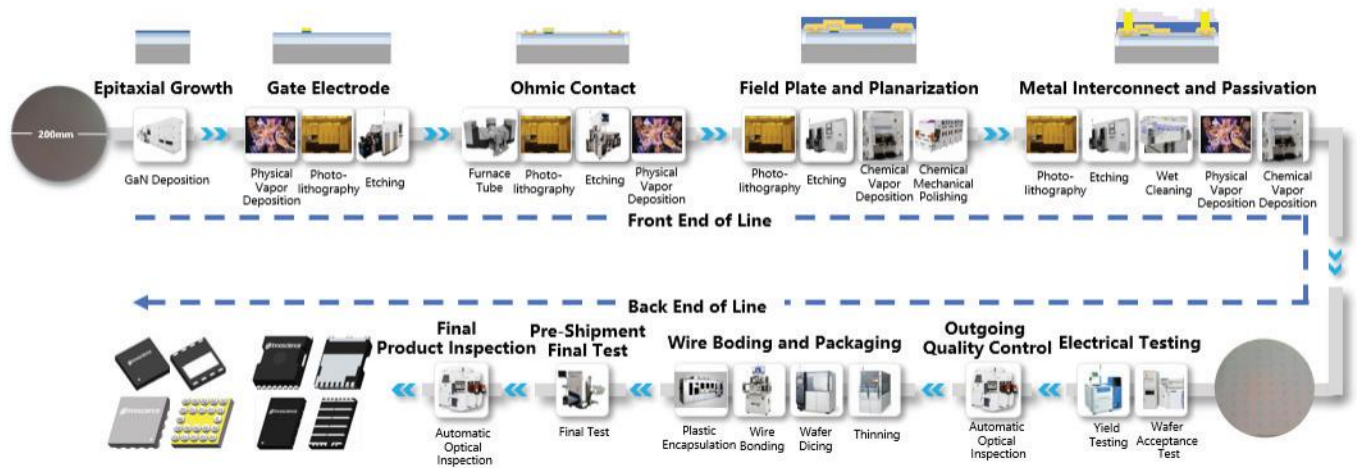 Epitaxial Growth
Gate Electrode
Ohmic Contact
Field Plate and Planarization
Metal Interconnect and Passivation
200mm
GaN Deposition
Physical
Vapor
Deposition
Photo-
lithography
Etching
Furnace
Tube
Photo-
lithography
Etching
Physical
Vapor
Deposition
Photo-
lithography
Etching
Chemical
Vapor
Deposition
Chemical
Mechanical
Polishing
Photo-
lithography
Etching
Wet
Cleaning
Physical
Vapor
Deposition
Chemical
Vapor
Deposition
Front End of Line
Back End of Line
Final
Product Inspection
Pre-Shipment
Final Test
Wire Boding and Packaging
Outgoing
Quality Control
Electrical Testing
Innoscience
Innoscience
Innoscience
Innoscience
Automatic
Optical
Inspection
Final Test
Plastic
Encapsulation
Wire
Bonding
Wafer
Dicing
Thinning
Automatic
Optical
Inspection
Yield
Testing
Wafer
Acceptance
Test